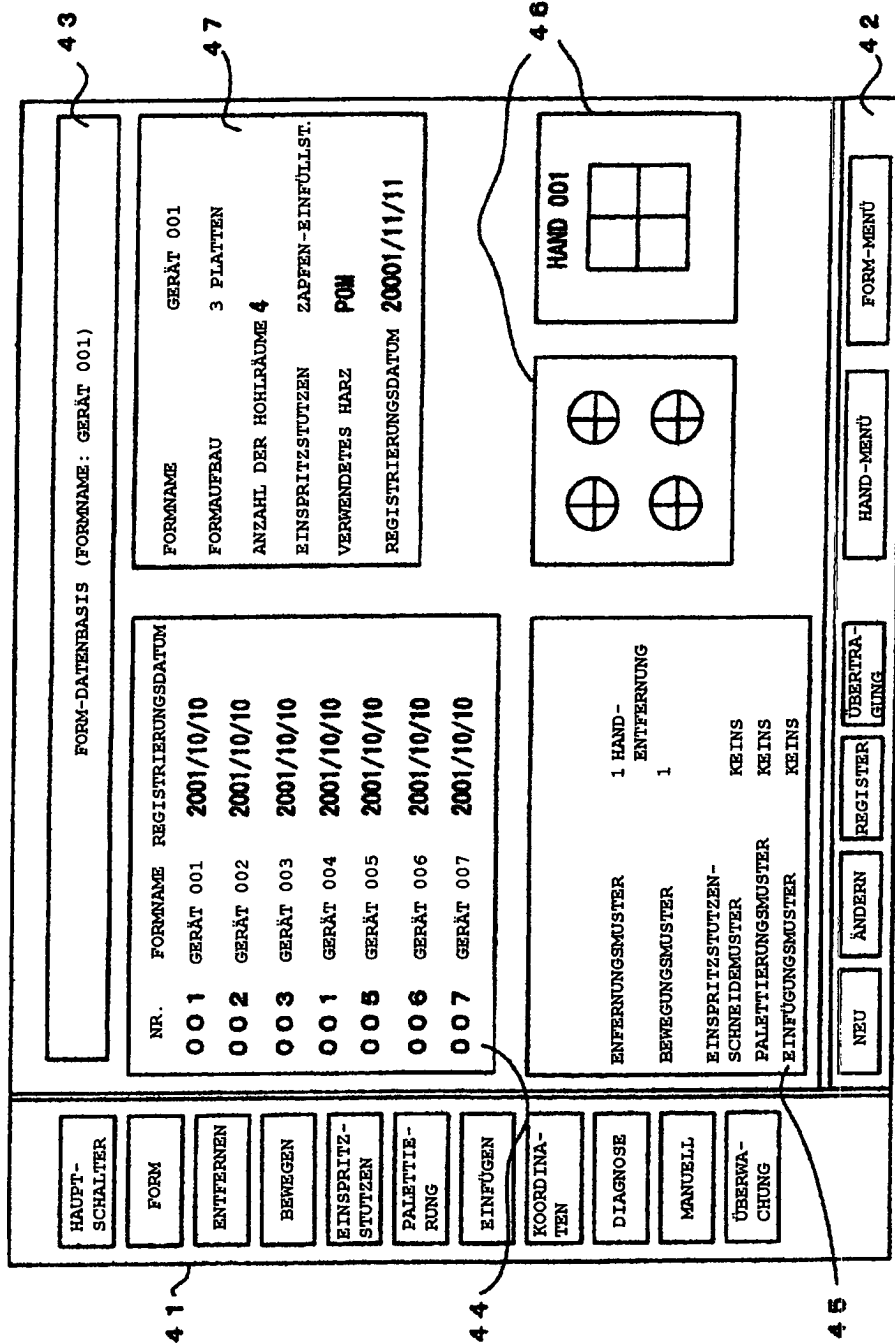 43
FORM-DATENBASIS (FORMNAME: GERÄT 001)
41
HAUPT-
SCHALTER
FORM
ENTFERNEN
BEWEGEN
EINSPRITZ-
STUTZEN
PALETTIE-
RUNG
EINFÜGEN
KOORDINA-
TEN
DIAGNOSE
MANUELL
ÜBERWA-
CHUNG
NR. FORMNAME REGISTRIERUNGSDATUM
001 GERÄT 001 2001/10/10
002 GERÄT 002 2001/10/10
003 GERÄT 003 2001/10/10
001 GERÄT 004 2001/10/10
005 GERÄT 005 2001/10/10
006 GERÄT 006 2001/10/10
007 GERÄT 007 2001/10/10
44
47
FORMNAME GERÄT 001
FORMAUFBAU 3 PLATTEN
ANZAHL DER HOHLRÄUME 4
EINSPRITZSTUTZEN ZAPFEN-EINFÜLLST.
VERWENDETES HARZ POM
REGISTRIERUNGSDATUM 20001/11/11
ENFERNUNGSMUSTER 1 HAND-
ENTFERNUNG
BEWEGUNGSMUSTER 1
EINSPRITZSTUTZEN-
SCHNEIDEMUSTER KEINS
PALETTIERUNGSMUSTER KEINS
EINFÜGUNGSMUSTER KEINS
45
46
HAND 001
NEU
ÄNDERN
REGISTER
ÜBERTRA-
GUNG
HAND-MENÜ
FORM-MENÜ
42